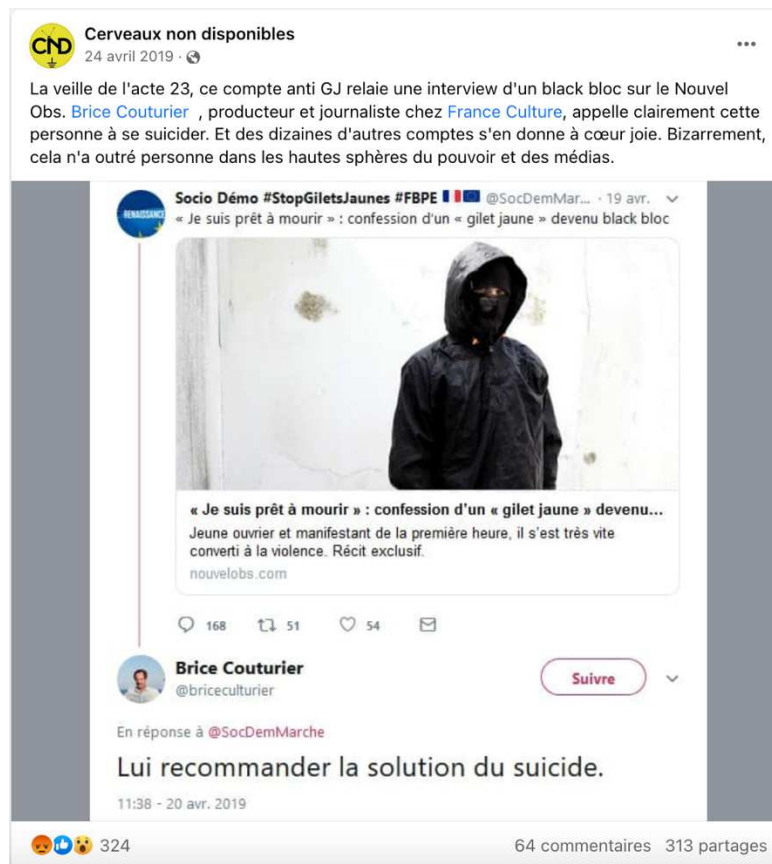 CND
Cerveaux non disponibles
24 avril 2019 ·
La veille de l'acte 23, ce compte anti GJ relaie une interview d'un black bloc sur le Nouvel
Obs. Brice Couturier , producteur et journaliste chez France Culture, appelle clairement cette
personne à se suicider. Et des dizaines d'autres comptes s'en donne à cœur joie. Bizarrement,
cela n'a outré personne dans les hautes sphères du pouvoir et des médias.
RENAISSANCE
Socio Démo #StopGiletsJaunes #FBPE @SocDemMar... · 19 avr.
« Je suis prêt à mourir » : confession d'un « gilet jaune » devenu black bloc
« Je suis prêt à mourir » : confession d'un « gilet jaune » devenu...
Jeune ouvrier et manifestant de la première heure, il s'est très vite
converti à la violence. Récit exclusif.
nouvelobs.com
168 51 54
Brice Couturier
@briceculturier
Suivre
En réponse à @SocDemMarche
Lui recommander la solution du suicide.
11:38 - 20 avr. 2019
324 64 commentaires 313 partages